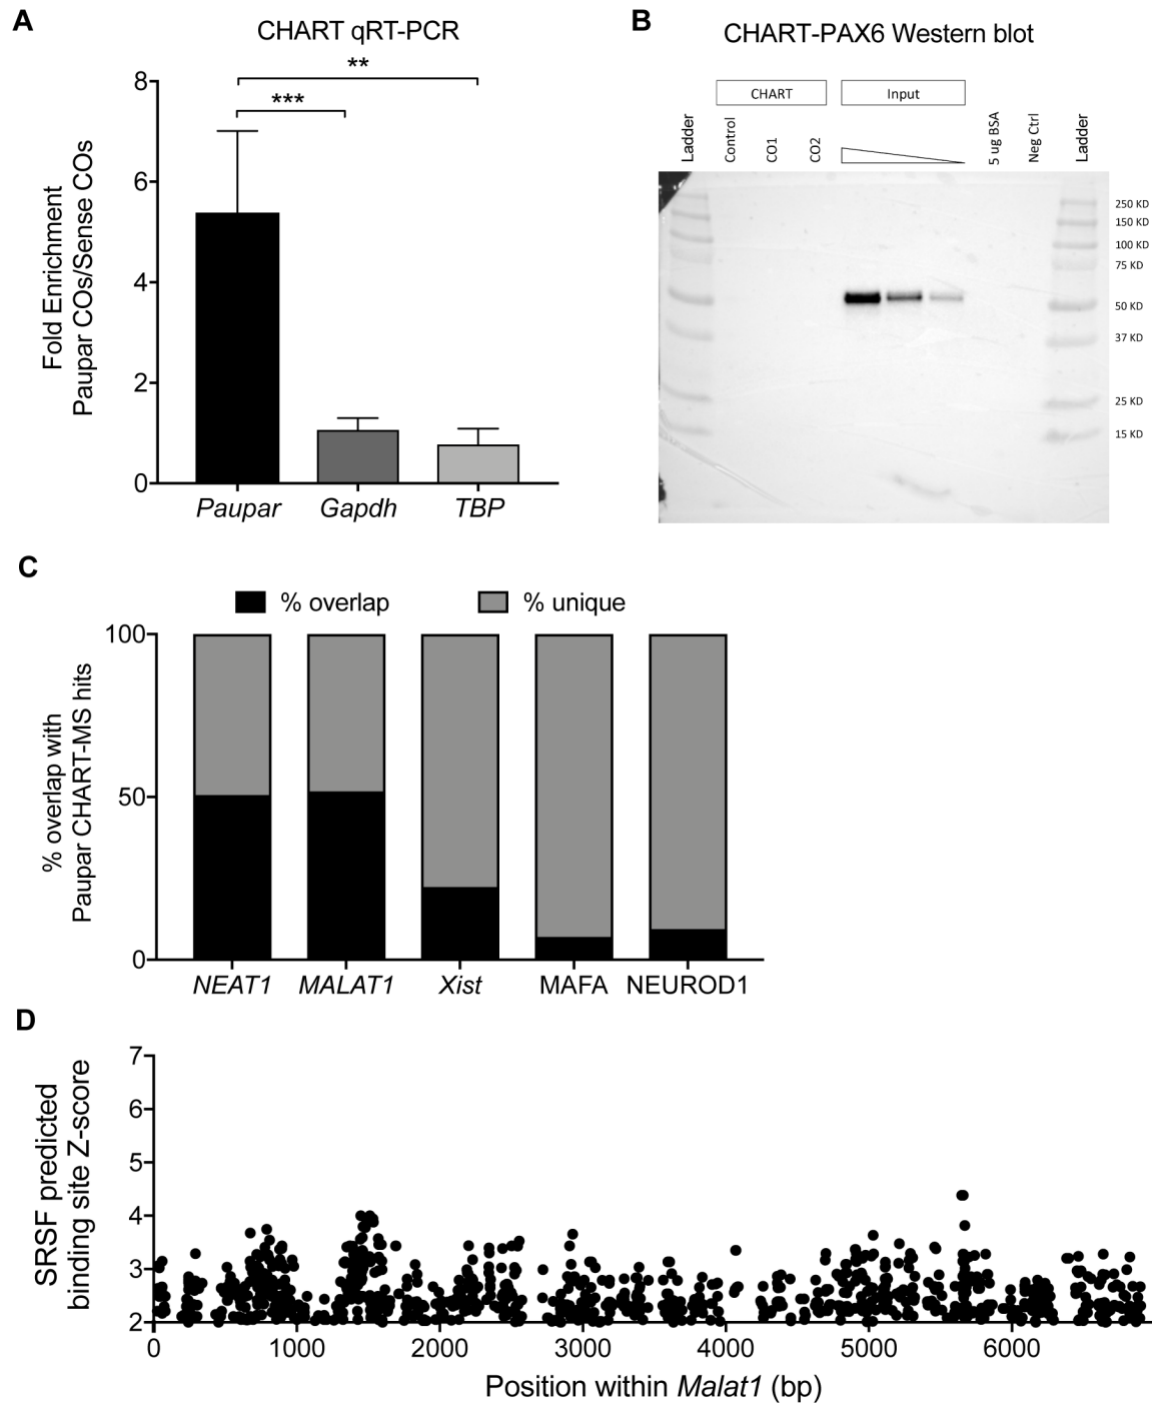 A
CHART qRT-PCR
**
***
8
6
4
2
0
Fold Enrichment
Paupar COs/Sense COs
Paupar
Gapdh
TBP
B
CHART-PAX6 Western blot
CHART
Input
Ladder
Control
CO1
CO2
5 ug BSA
Neg Ctrl
Ladder
250 KD
150 KD
100 KD
75 KD
50 KD
37 KD
25 KD
15 KD
C
% overlap
% unique
100
50
0
% overlap with
Paupar CHART-MS hits
NEAT1
MALAT1
Xist
MAFA
NEUROD1
D
7
6
5
4
3
2
SRSF predicted
binding site Z-score
0
1000
2000
3000
4000
5000
6000
Position within Malat1 (bp)